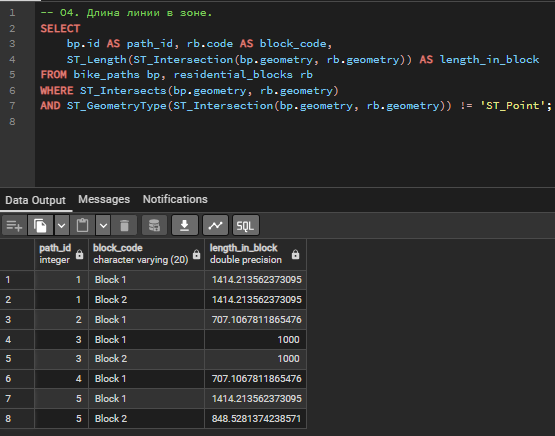 1 -- 04. Длина линии в зоне.
2 SELECT
3 bp.id AS path_id, rb.code AS block_code,
4 ST_Length(ST_Intersection(bp.geometry, rb.geometry)) AS length_in_block
5 FROM bike_paths bp, residential_blocks rb
6 WHERE ST_Intersects(bp.geometry, rb.geometry)
7 AND ST_GeometryType(ST_Intersection(bp.geometry, rb.geometry)) != 'ST_Point';
8
Data Output Messages Notifications
SQL
path_id block_code length_in_block
integer character varying (20) double precision
1 1 Block 1 1414.213562373095
2 1 Block 2 1414.213562373095
3 2 Block 1 707.1067811865476
4 3 Block 1 1000
5 3 Block 2 1000
6 4 Block 1 707.1067811865476
7 5 Block 1 1414.213562373095
8 5 Block 2 848.5281374238571